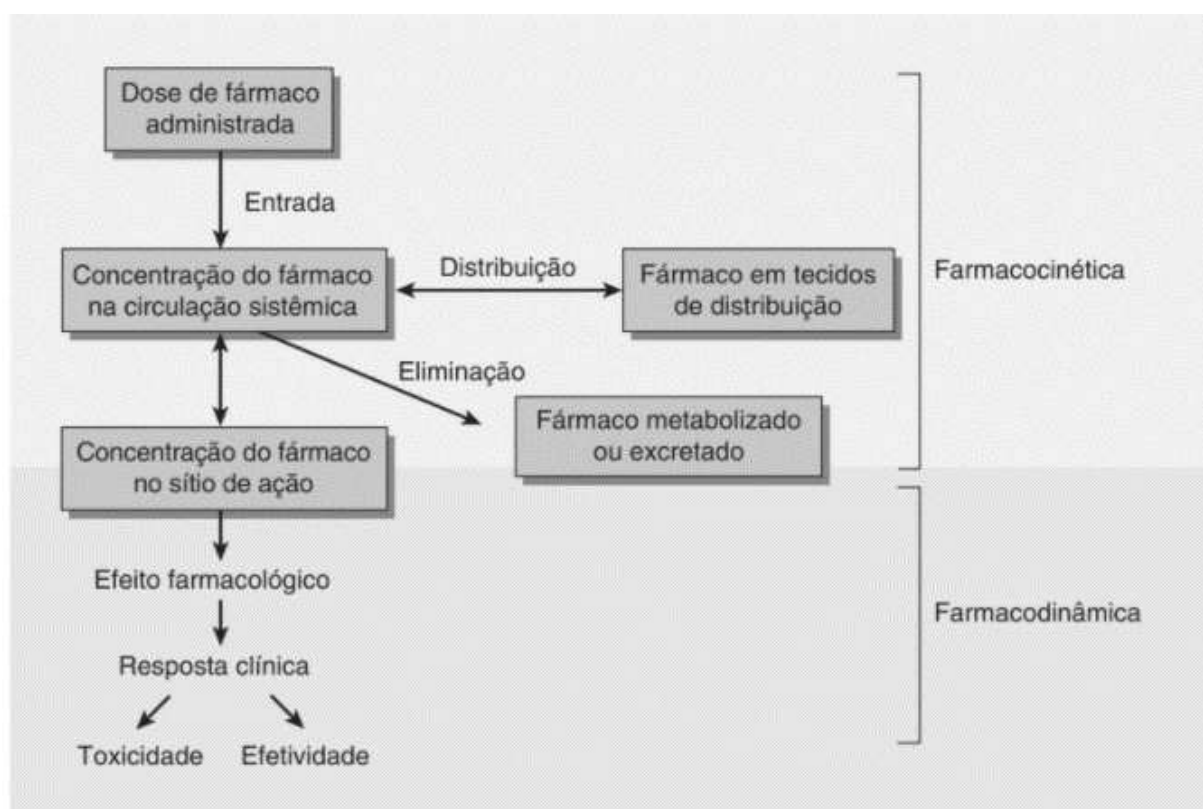 Dose de fármaco
administrada
Entrada
Concentração do fármaco
na circulação sistêmica
Distribuição
Fármaco em tecidos
de distribuição
Farmacocinética
Eliminação
Fármaco metabolizado
ou excretado
Concentração do fármaco
no sítio de ação
Efeito farmacológico
Farmacodinâmica
Resposta clínica
Toxicidade
Efetividade